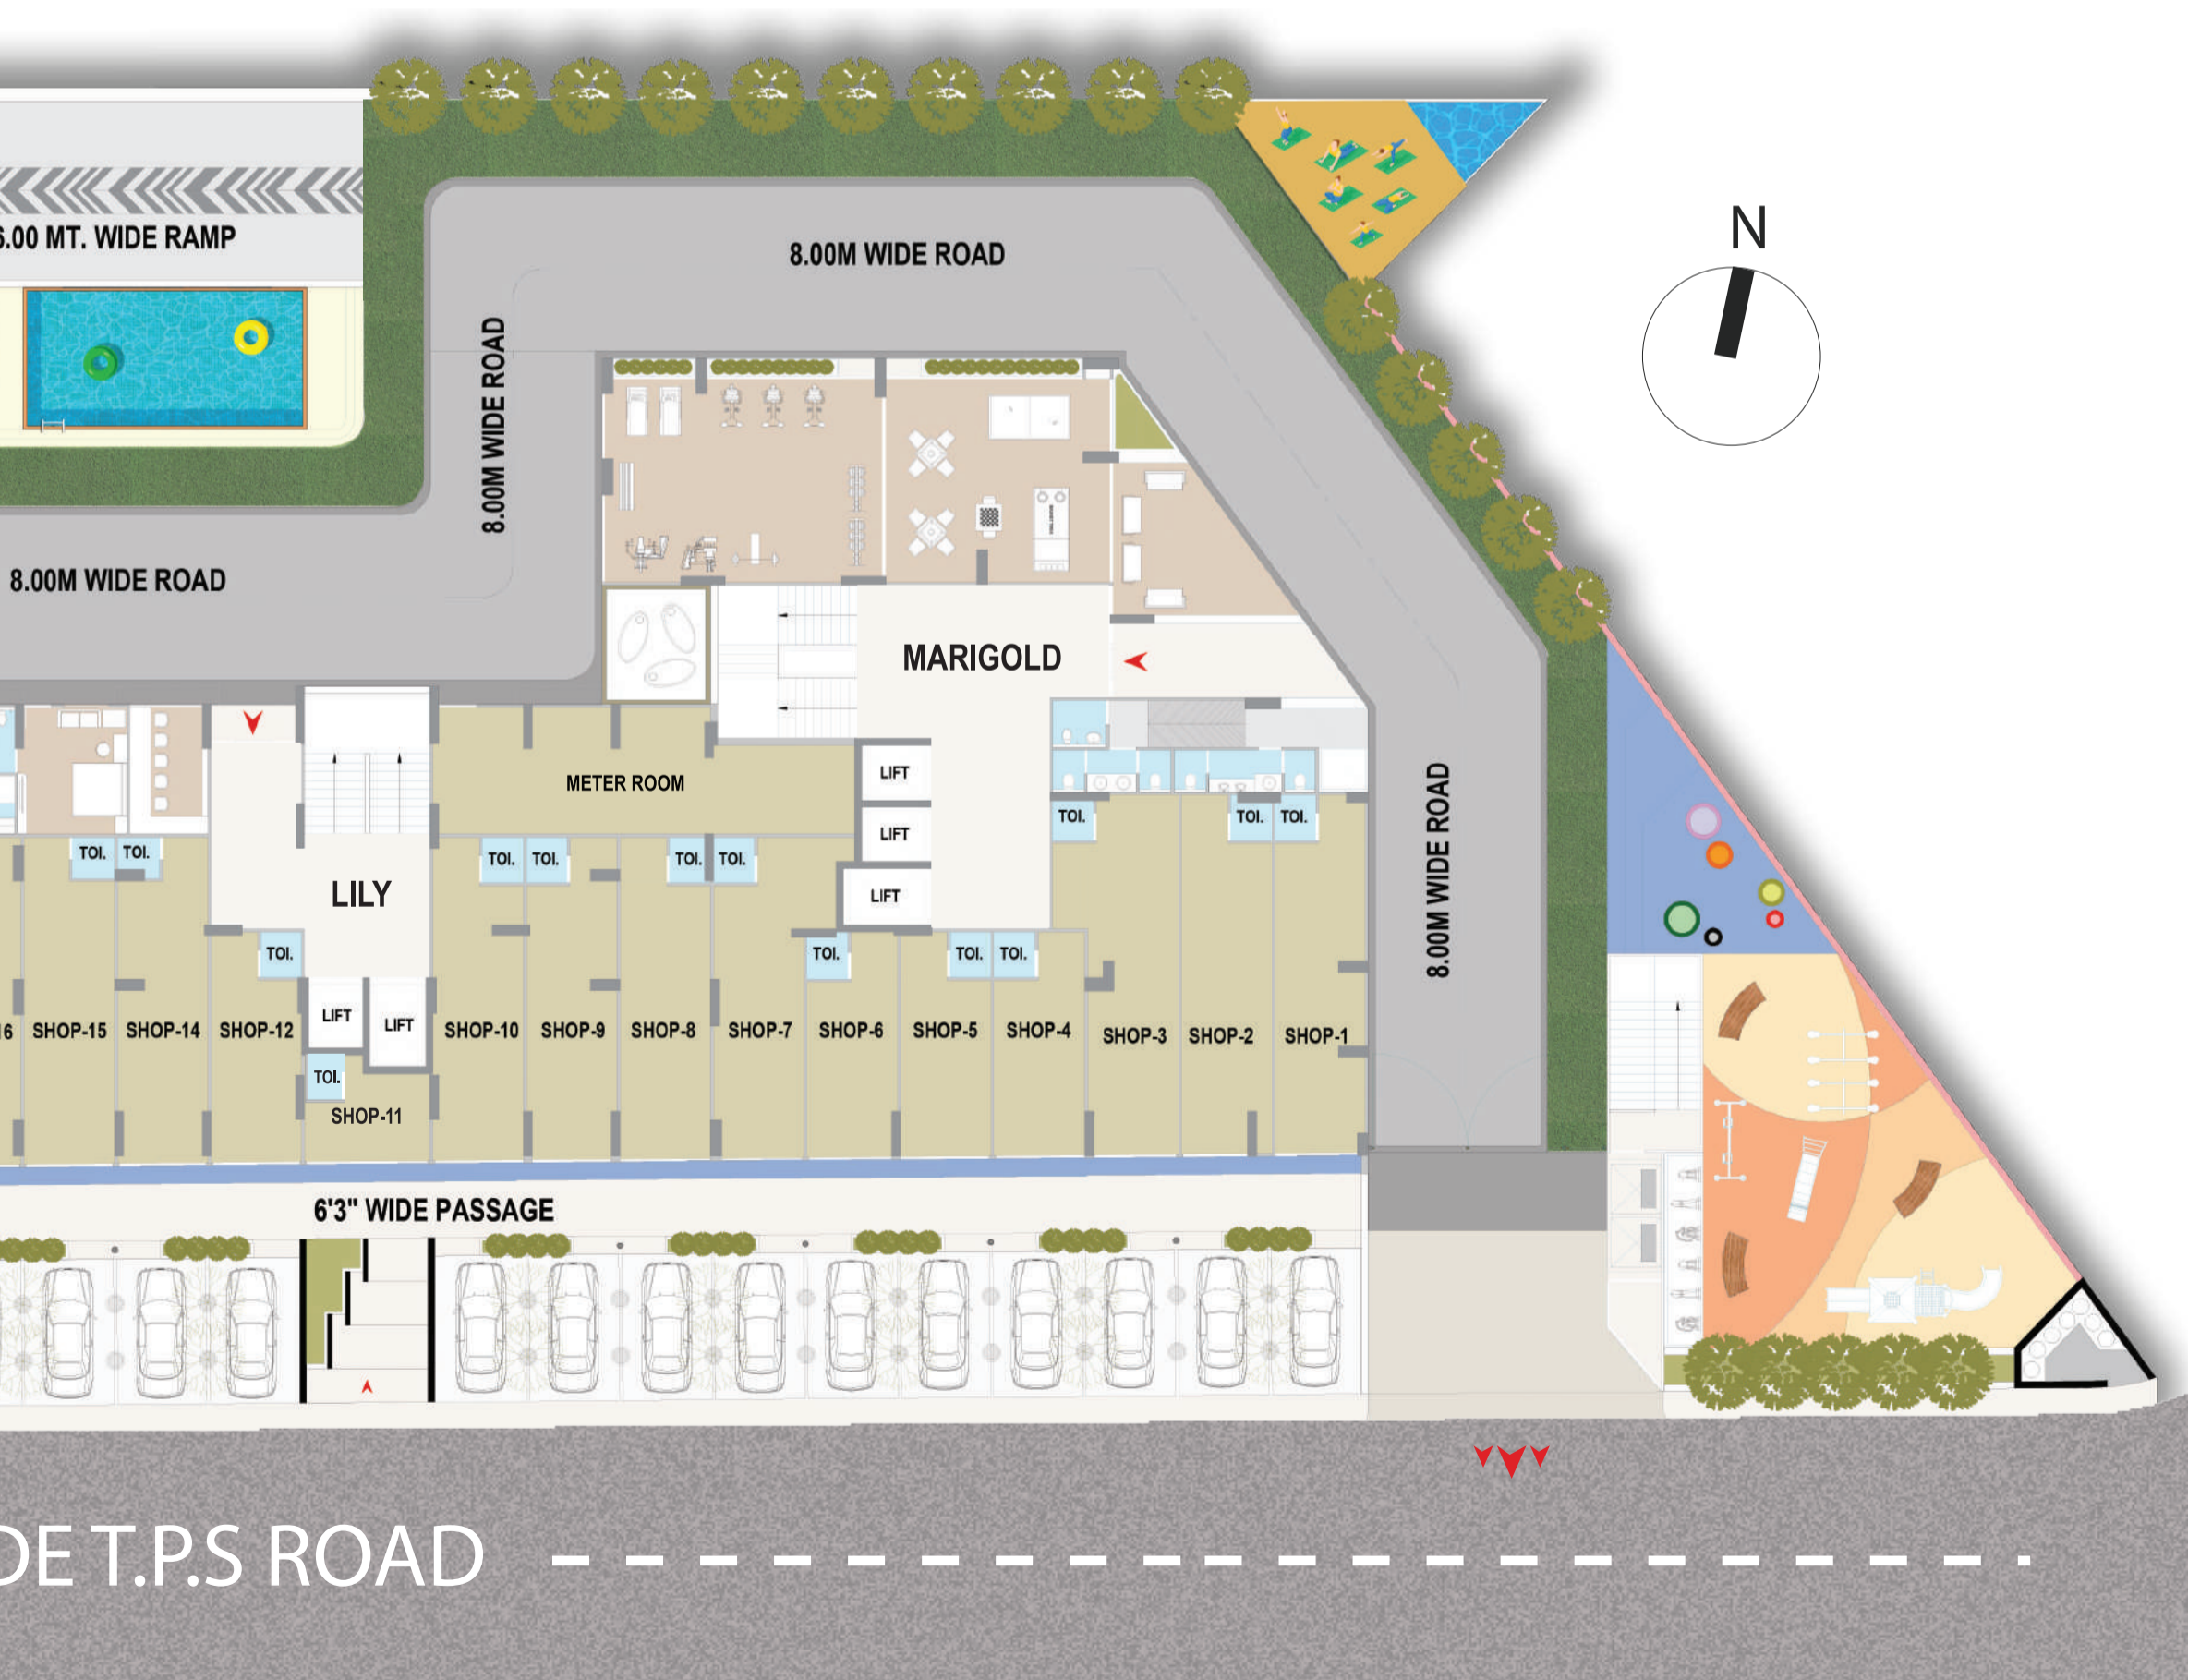 N
6.00 MT. WIDE RAMP
8.00M WIDE ROAD
8.00M WIDE ROAD
8.00M WIDE ROAD
MARIGOLD
METER ROOM
LIFT
LIFT
LIFT
TOI.
TOI.
TOI.
TOI.
TOI.
TOI.
TOI.
TOI.
TOI.
8.00M WIDE ROAD
LILY
TOI.
TOI.
TOI.
TOI.
LIFT
LIFT
16
SHOP-15
SHOP-14
SHOP-12
SHOP-10
SHOP-9
SHOP-8
SHOP-7
SHOP-6
SHOP-5
SHOP-4
SHOP-3
SHOP-2
SHOP-1
TOI.
SHOP-11
6'3" WIDE PASSAGE
DE T.P.S ROAD